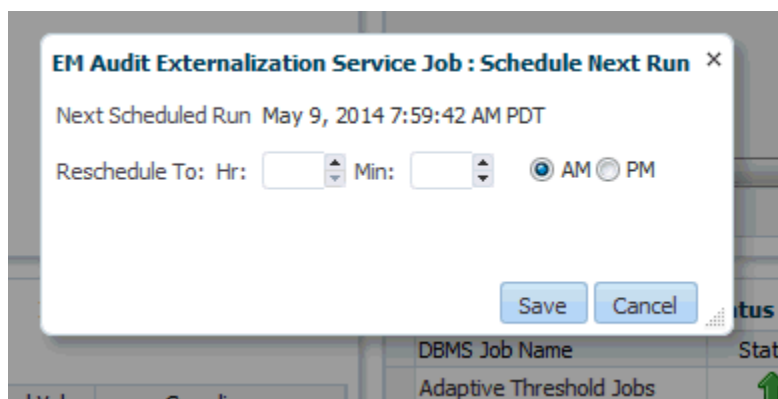 EM Audit Externalization Service Job : Schedule Next Run
Next Scheduled Run May 9, 2014 7:59:42 AM PDT
Reschedule To: Hr: Min: AM PM
Save Cancel
DBMS Job Name
Adaptive Threshold Jobs